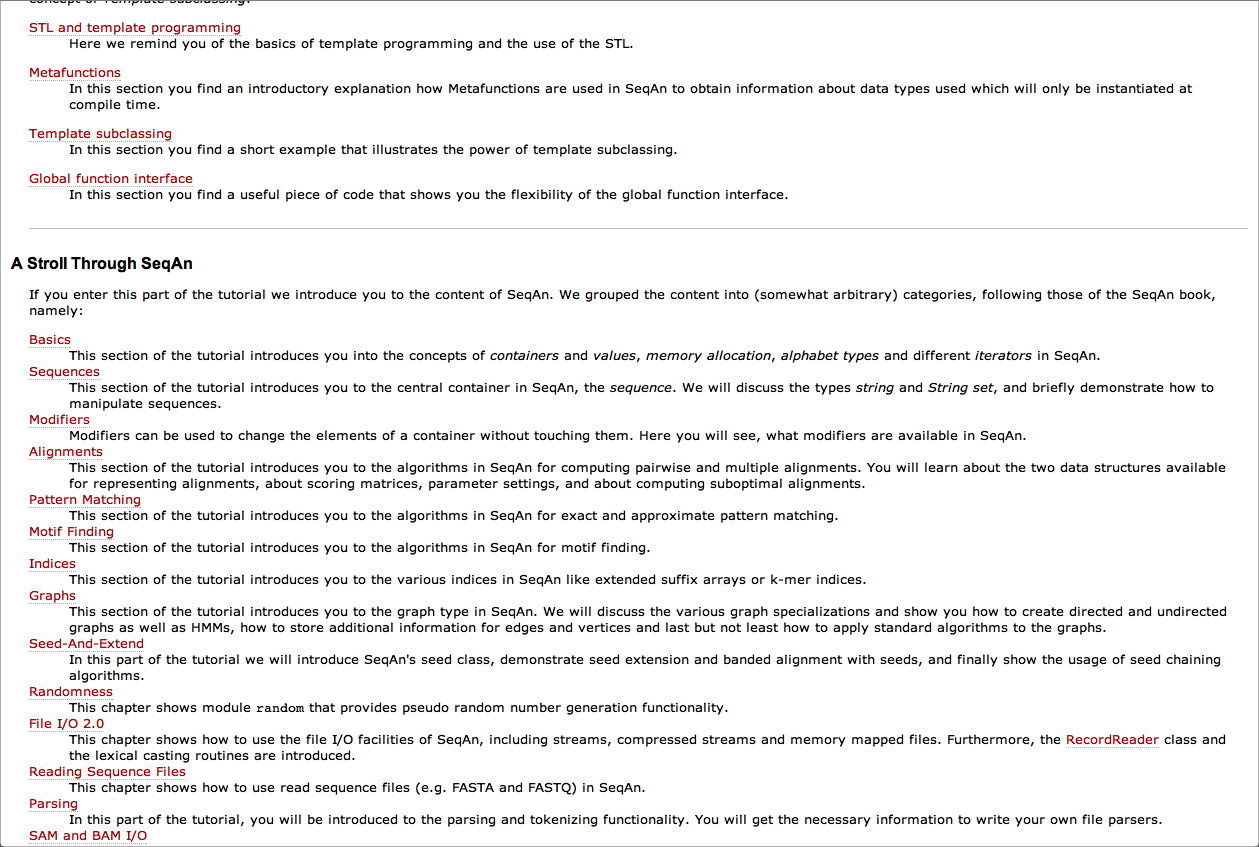 concept of Template Subclassing.
STL and template programming
Here we remind you of the basics of template programming and the use of the STL.
Metafunctions
In this section you find an introductory explanation how Metafunctions are used in SeqAn to obtain information about data types used which will only be instantiated at
compile time.
Template subclassing
In this section you find a short example that illustrates the power of template subclassing.
Global function interface
In this section you find a useful piece of code that shows you the flexibility of the global function interface.
A Stroll Through SeqAn
If you enter this part of the tutorial we introduce you to the content of SeqAn. We grouped the content into (somewhat arbitrary) categories, following those of the SeqAn book,
namely:
Basics
This section of the tutorial introduces you into the concepts of containers and values, memory allocation, alphabet types and different iterators in SeqAn.
Sequences
This section of the tutorial introduces you to the central container in SeqAn, the sequence. We will discuss the types string and String set, and briefly demonstrate how to
manipulate sequences.
Modifiers
Modifiers can be used to change the elements of a container without touching them. Here you will see, what modifiers are available in SeqAn.
Alignments
This section of the tutorial introduces you to the algorithms in SeqAn for computing pairwise and multiple alignments. You will learn about the two data structures available
for representing alignments, about scoring matrices, parameter settings, and about computing suboptimal alignments.
Pattern Matching
This section of the tutorial introduces you to the algorithms in SeqAn for exact and approximate pattern matching.
Motif Finding
This section of the tutorial introduces you to the algorithms in SeqAn for motif finding.
Indices
This section of the tutorial introduces you to the various indices in SeqAn like extended suffix arrays or k-mer indices.
Graphs
This section of the tutorial introduces you to the graph type in SeqAn. We will discuss the various graph specializations and show you how to create directed and undirected
graphs as well as HMMs, how to store additional information for edges and vertices and last but not least how to apply standard algorithms to the graphs.
Seed-And-Extend
In this part of the tutorial we will introduce SeqAn's seed class, demonstrate seed extension and banded alignment with seeds, and finally show the usage of seed chaining
algorithms.
Randomness
This chapter shows module random that provides pseudo random number generation functionality.
File I/O 2.0
This chapter shows how to use the file I/O facilities of SeqAn, including streams, compressed streams and memory mapped files. Furthermore, the RecordReader class and
the lexical casting routines are introduced.
Reading Sequence Files
This chapter shows how to use read sequence files (e.g. FASTA and FASTQ) in SeqAn.
Parsing
In this part of the tutorial, you will be introduced to the parsing and tokenizing functionality. You will get the necessary information to write your own file parsers.
SAM and BAM I/O